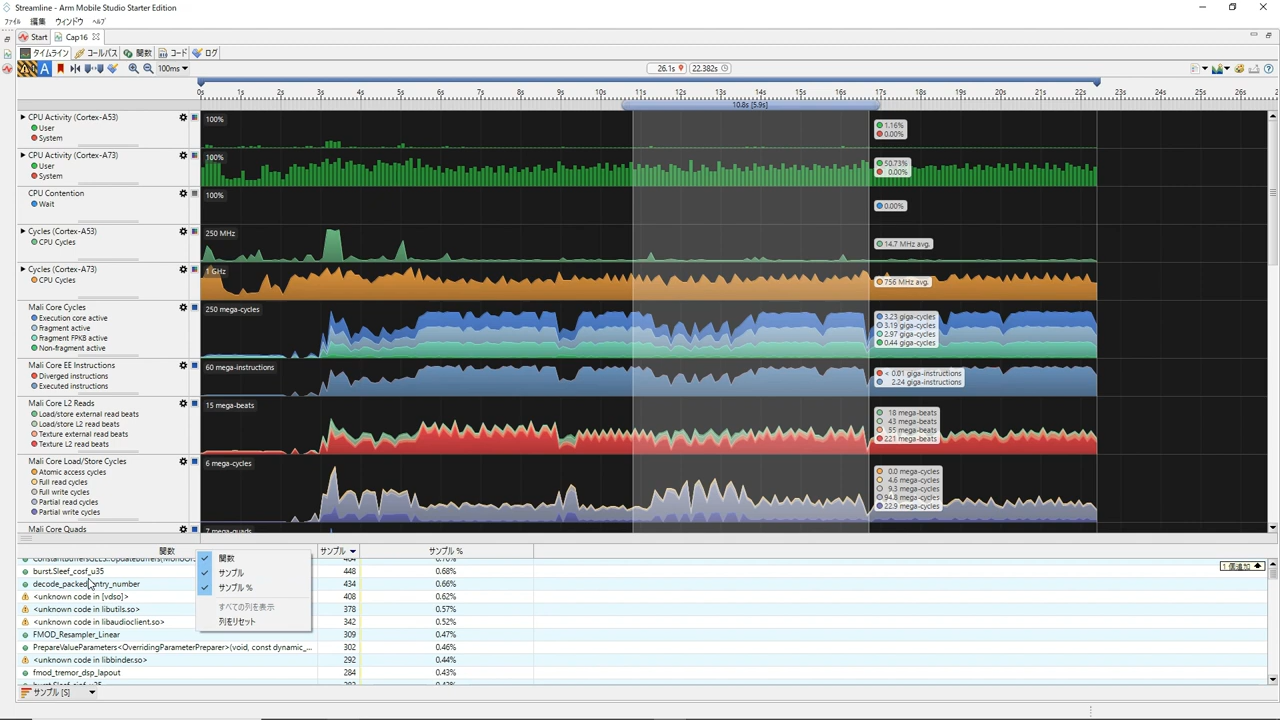 Streamline - Arm Mobile Studio Starter Edition
ファイル 編集 ウィンドウ ヘルプ
Start Cap16
タイムライン コールパス 関数 コード ログ
A 100ms 26.1s 22.382s
0s 1s 2s 3s 4s 5s 6s 7s 8s 9s 10s 11s 12s 13s 14s 15s 16s 17s 18s 19s 20s 21s 22s 23s 24s 25s 26s
10.8s [5.9s]
CPU Activity (Cortex-A53) 100%
User 1.16%
System 0.00%
CPU Activity (Cortex-A73) 100%
User 50.73%
System 0.00%
CPU Contention 100%
Wait 0.00%
Cycles (Cortex-A53) 250 MHz
CPU Cycles 14.7 MHz avg.
Cycles (Cortex-A73) 1 GHz
CPU Cycles 756 MHz avg.
Mali Core Cycles 250 mega-cycles
Execution core active 3.23 giga-cycles
Fragment active 3.19 giga-cycles
Fragment FPKB active 2.97 giga-cycles
Non-fragment active 0.44 giga-cycles
Mali Core EE Instructions 60 mega-instructions
Diverged instructions < 0.01 giga-instructions
Executed instructions 2.24 giga-instructions
Mali Core L2 Reads 15 mega-beats
Load/store external read beats 18 mega-beats
Load/store L2 read beats 43 mega-beats
Texture external read beats 55 mega-beats
Texture L2 read beats 221 mega-beats
Mali Core Load/Store Cycles 6 mega-cycles
Atomic access cycles 0.0 mega-cycles
Full read cycles 4.6 mega-cycles
Full write cycles 9.3 mega-cycles
Partial read cycles 94.8 mega-cycles
Partial write cycles 22.9 mega-cycles
Mali Core Quads 7 mega-quads
関数 サンプル サンプル %
関数
サンプル
サンプル %
すべての列を表示
列をリセット
1 個追加
burst.Sleef_cosf_u35 448 0.68%
decode_packed_entry_number 434 0.66%
<unknown code in [vdso]> 408 0.62%
<unknown code in libutils.so> 378 0.57%
<unknown code in libaudioclient.so> 342 0.52%
FMOD_Resampler_Linear 309 0.47%
PrepareValueParameters<OverridingParameterPreparer>(void, const dynamic_... 302 0.46%
<unknown code in libbinder.so> 292 0.44%
fmod_tremor_dsp_lapout 284 0.43%
サンプル [S]